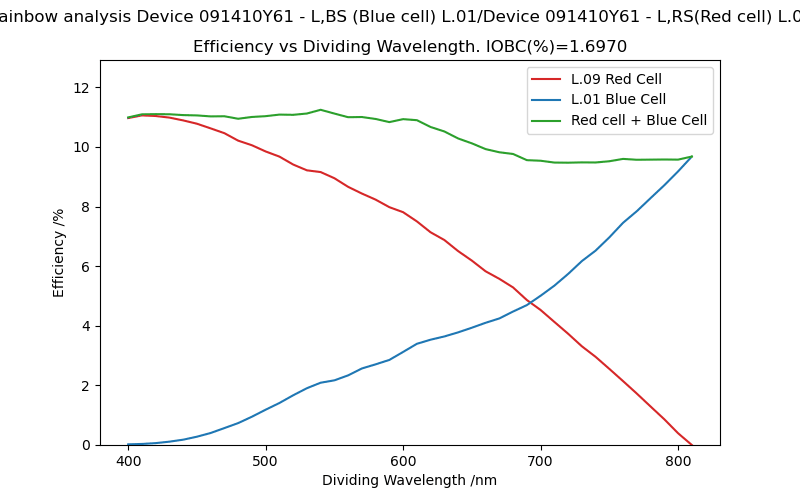 ainbow analysis Device 091410Y61 - L,BS (Blue cell) L.01/Device 091410Y61 - L,RS(Red cell) L.0
Efficiency vs Dividing Wavelength. IOBC(%)=1.6970
L.09 Red Cell
L.01 Blue Cell
Red cell + Blue Cell
Efficiency /%
12
10
8
6
4
2
0
400
500
600
700
800
Dividing Wavelength /nm